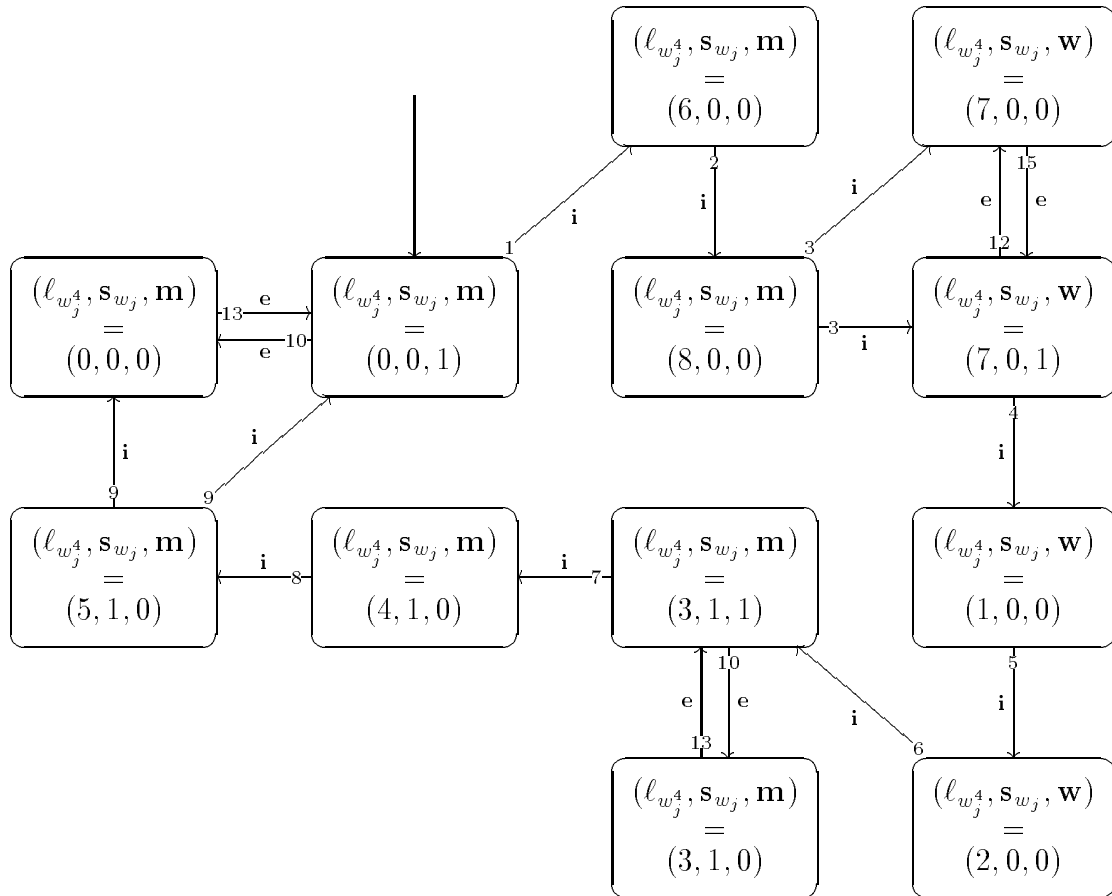 (ℓ_{w_j^4}, s_{w_j}, m)
=
(6, 0, 0)
(ℓ_{w_j^4}, s_{w_j}, w)
=
(7, 0, 0)
1
i
2
i
3
i
15
e
12
e
(ℓ_{w_j^4}, s_{w_j}, m)
=
(0, 0, 0)
13
e
10
e
(ℓ_{w_j^4}, s_{w_j}, m)
=
(0, 0, 1)
(ℓ_{w_j^4}, s_{w_j}, m)
=
(8, 0, 0)
3
i
(ℓ_{w_j^4}, s_{w_j}, w)
=
(7, 0, 1)
9
i
9
i
4
i
(ℓ_{w_j^4}, s_{w_j}, m)
=
(5, 1, 0)
i
8
(ℓ_{w_j^4}, s_{w_j}, m)
=
(4, 1, 0)
i
7
(ℓ_{w_j^4}, s_{w_j}, m)
=
(3, 1, 1)
(ℓ_{w_j^4}, s_{w_j}, w)
=
(1, 0, 0)
10
e
e
13
i
6
5
i
(ℓ_{w_j^4}, s_{w_j}, m)
=
(3, 1, 0)
(ℓ_{w_j^4}, s_{w_j}, w)
=
(2, 0, 0)